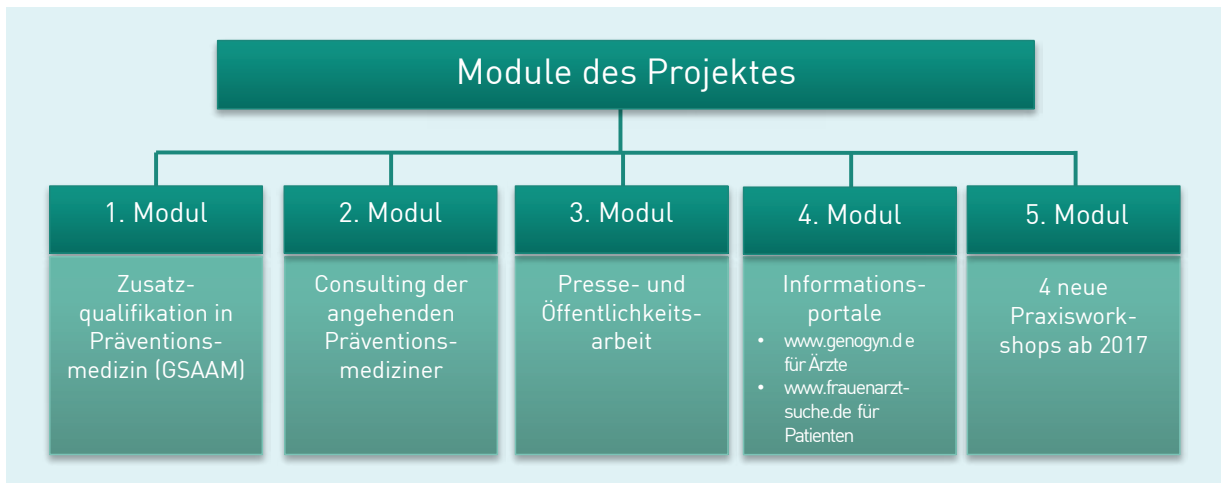 Module des Projektes
1. Modul
Zusatz-
qualifikation in
Präventions-
medizin (GSAAM)
2. Modul
Consulting der
angehenden
Präventions-
mediziner
3. Modul
Presse- und
Öffentlichkeits-
arbeit
4. Modul
Informations-
portale
• www.genogyn.d e
für Ärzte
• www.frauenarzt-
suche.de für
Patienten
5. Modul
4 neue
Praxiswork-
shops ab 2017